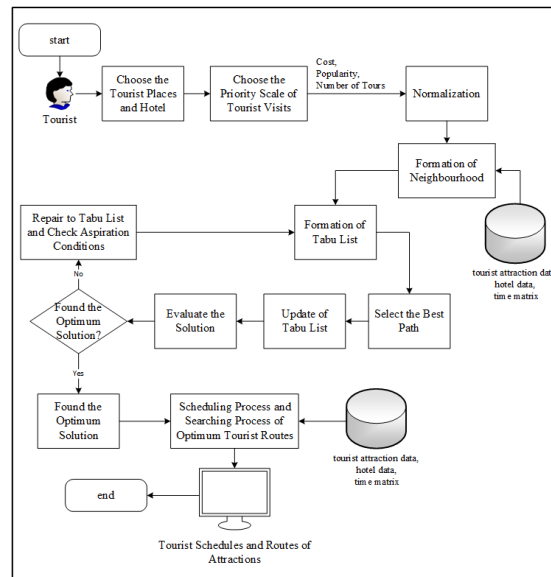 start
Tourist
Choose the
Tourist Places
and Hotel
Choose the
Priority Scale of
Tourist Visits
Cost,
Popularity,
Number of Tours
Normalization
Formation of
Neighbourhood
tourist attraction dat
hotel data,
time matrix
Repair to Tabu List
and Check Aspiration
Conditions
Formation of
Tabu List
No
Found the
Optimum
Solution?
Evaluate the
Solution
Update of
Tabu List
Select the Best
Path
Yes
Found the
Optimum
Solution
Scheduling Process and
Searching Process of
Optimum Tourist Routes
tourist attraction data,
hotel data,
time matrix
end
Tourist Schedules and Routes of
Attractions